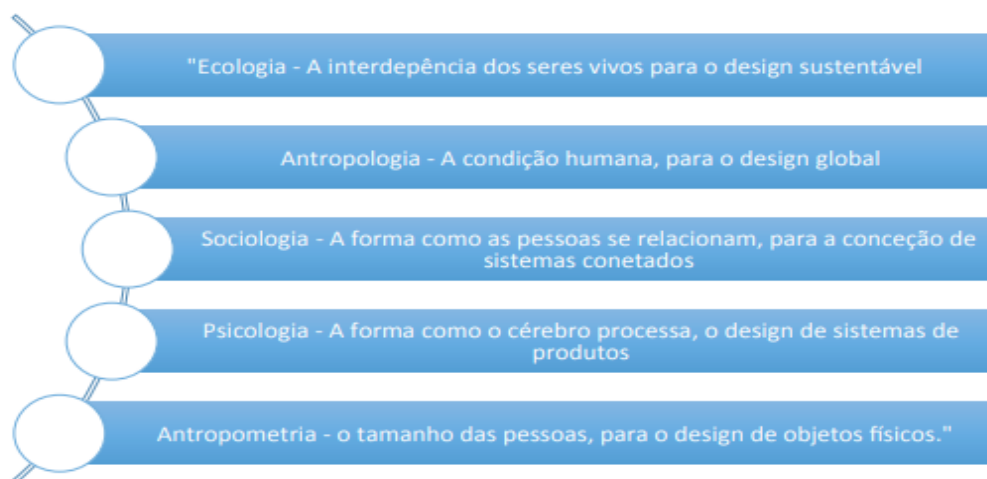 "Ecologia - A interdepência dos seres vivos para o design sustentável
Antropologia - A condição humana, para o design global
Sociologia - A forma como as pessoas se relacionam, para a conceção de
sistemas conetados
Psicologia - A forma como o cérebro processa, o design de sistemas de
produtos
Antropometria - o tamanho das pessoas, para o design de objetos físicos."